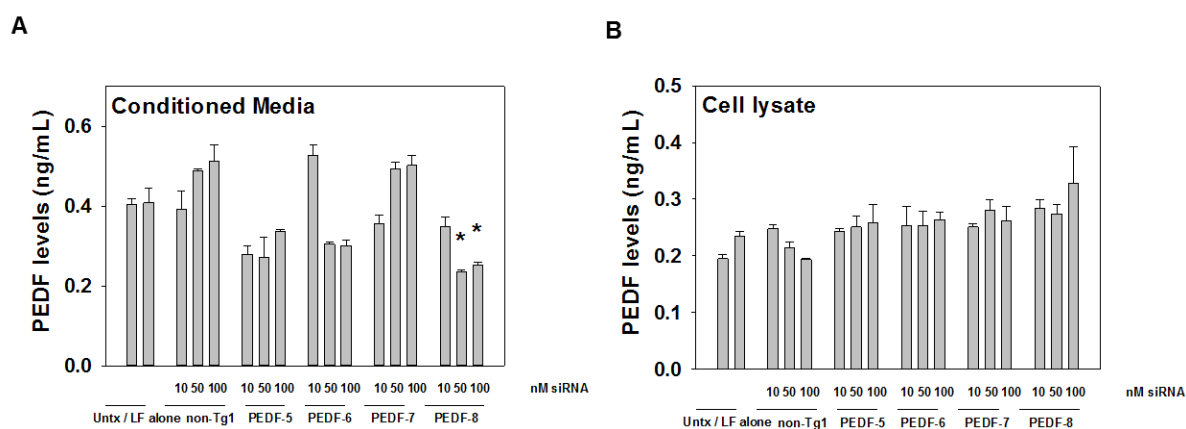 A
Conditioned Media
PEDF levels (ng/mL)
0.6
0.4
0.2
0.0
* *
10 50 100 10 50 100 10 50 100 10 50 100 10 50 100 nM siRNA
Untx / LF alone non-Tg1 PEDF-5 PEDF-6 PEDF-7 PEDF-8
B
Cell lysate
PEDF levels (ng/mL)
0.5
0.4
0.3
0.2
0.1
0.0
10 50 100 10 50 100 10 50 100 10 50 100 10 50 100 nM siRNA
Untx / LF alone non-Tg1 PEDF-5 PEDF-6 PEDF-7 PEDF-8